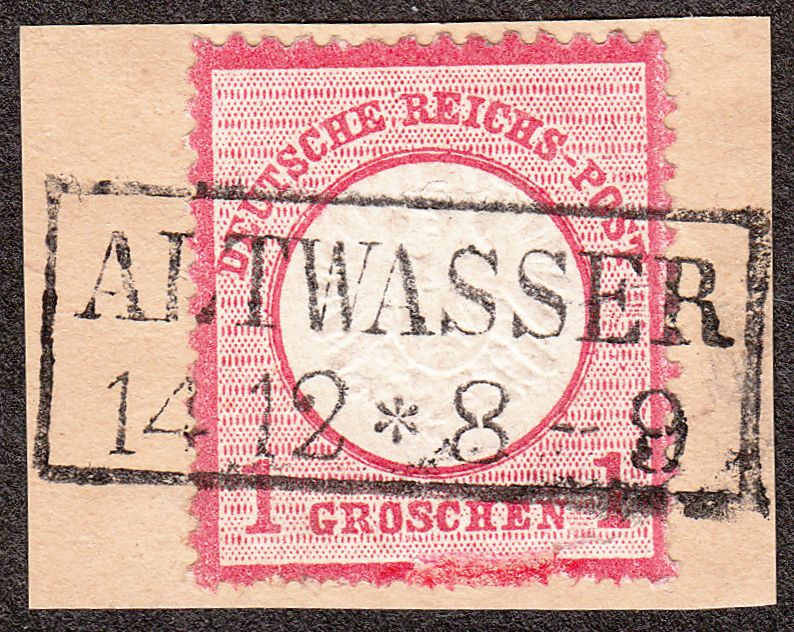 DEUTSCHE REICHS-POST
ALTWASSER
14 12 * 8 - 9
1 GROSCHEN 1